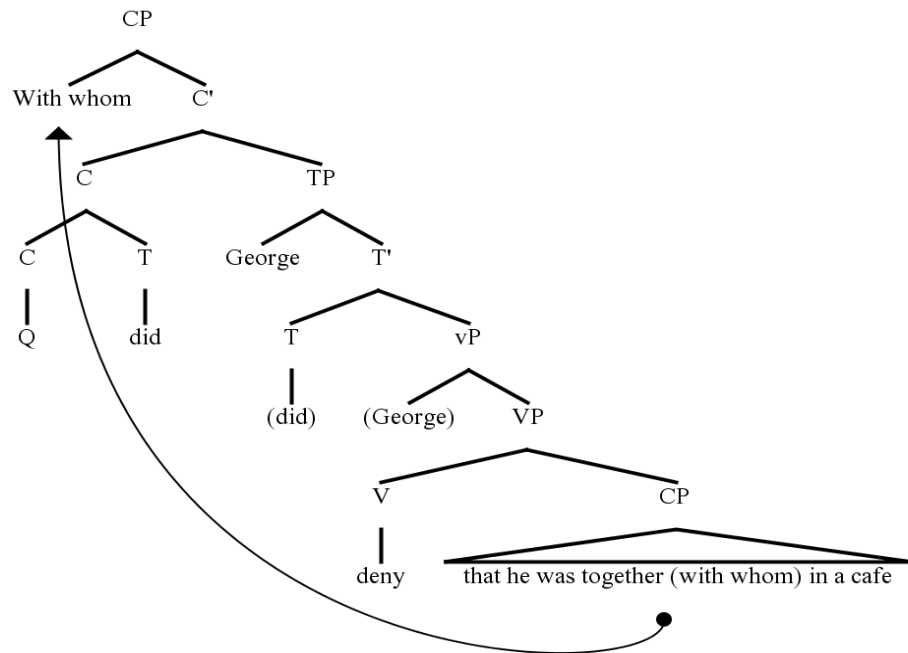 CP
With whom C'
C TP
C T George T'
Q did T vP
(did) (George) VP
V CP
deny that he was together (with whom) in a cafe